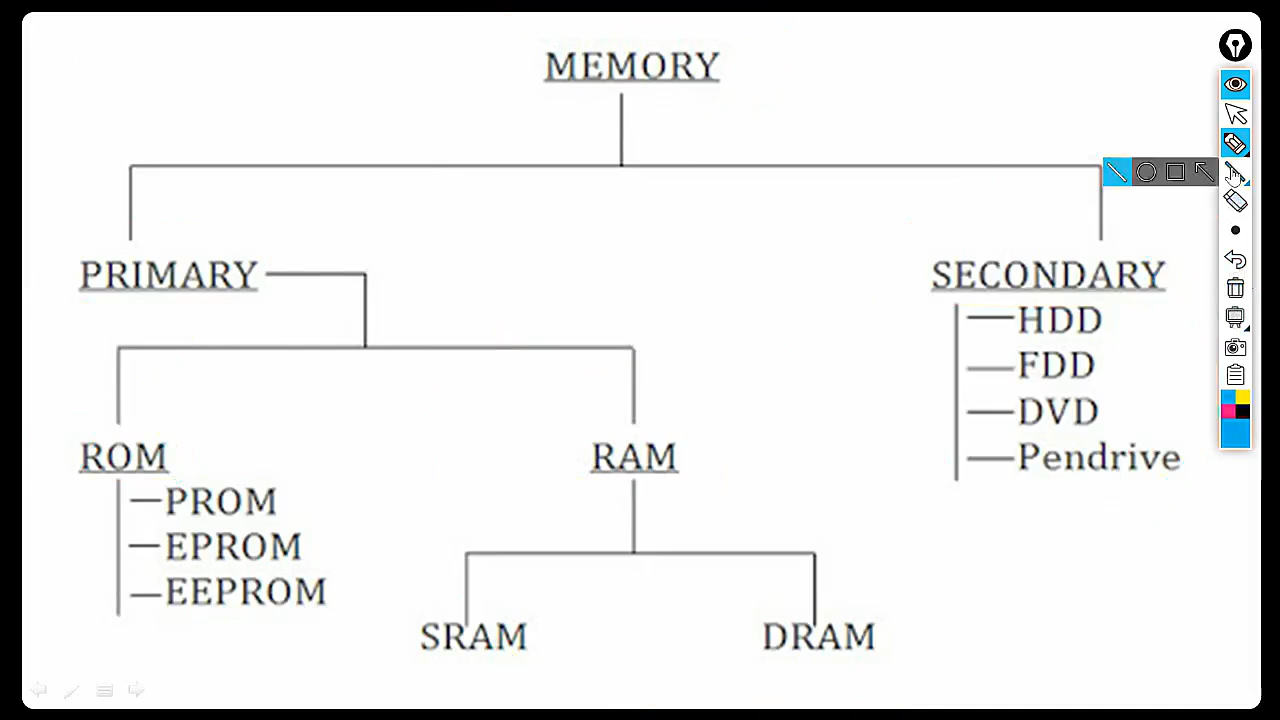 MEMORY
PRIMARY
SECONDARY
HDD
FDD
DVD
Pendrive
ROM
PROM
EPROM
EEPROM
RAM
SRAM
DRAM